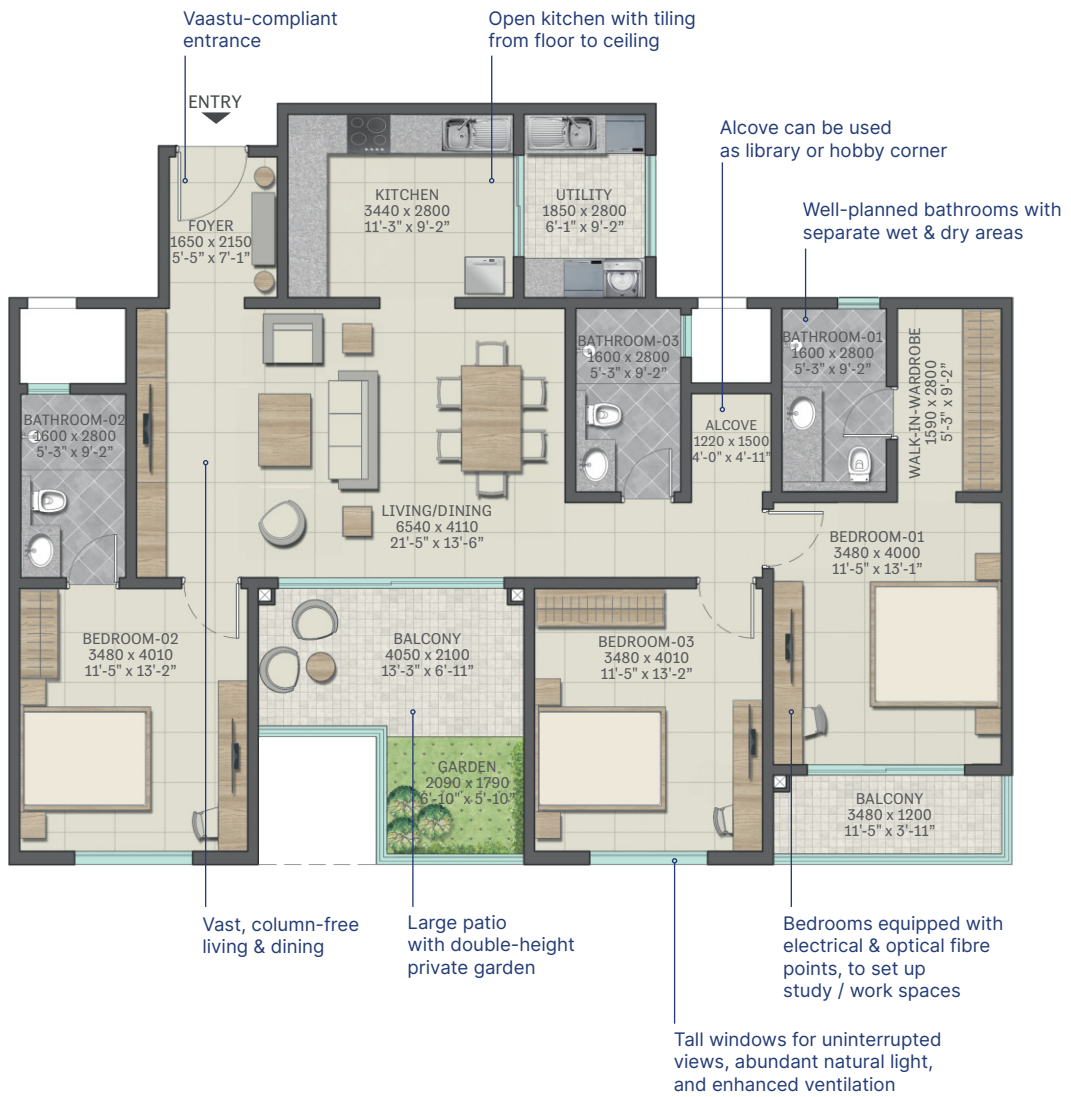 Vaastu-compliant
entrance
Open kitchen with tiling
from floor to ceiling
Alcove can be used
as library or hobby corner
Well-planned bathrooms with
separate wet & dry areas
ENTRY
FOYER
1650 x 2150
5'-5" x 7'-1"
KITCHEN
3440 x 2800
11'-3" x 9'-2"
UTILITY
1850 x 2800
6'-1" x 9'-2"
BATHROOM-02
1600 x 2800
5'-3" x 9'-2"
BATHROOM-03
1600 x 2800
5'-3" x 9'-2"
ALCOVE
1220 x 1500
4'-0" x 4'-11"
BATHROOM-01
1600 x 2800
5'-3" x 9'-2"
WALK-IN-WARDROBE
1590 x 2800
5'-3" x 9'-2"
LIVING/DINING
6540 x 4110
21'-5" x 13'-6"
BEDROOM-01
3480 x 4000
11'-5" x 13'-1"
BEDROOM-02
3480 x 4010
11'-5" x 13'-2"
BALCONY
4050 x 2100
13'-3" x 6'-11"
BEDROOM-03
3480 x 4010
11'-5" x 13'-2"
GARDEN
2090 x 1790
6'-10" x 5'-10"
BALCONY
3480 x 1200
11'-5" x 3'-11"
Vast, column-free
living & dining
Large patio
with double-height
private garden
Bedrooms equipped with
electrical & optical fibre
points, to set up
study / work spaces
Tall windows for uninterrupted
views, abundant natural light,
and enhanced ventilation